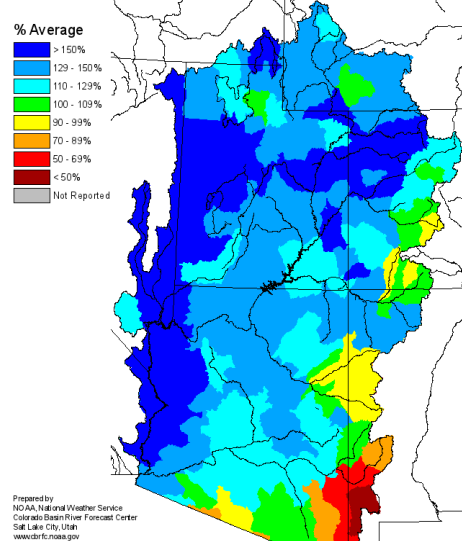 % Average
> 150%
129 - 150%
110 - 129%
100 - 109%
90 - 99%
70 - 89%
50 - 69%
< 50%
Not Reported
Prepared by
NOAA, National Weather Service
Colorado Basin River Forecast Center
Salt Lake City, Utah
www.cbrfc.noaa.gov